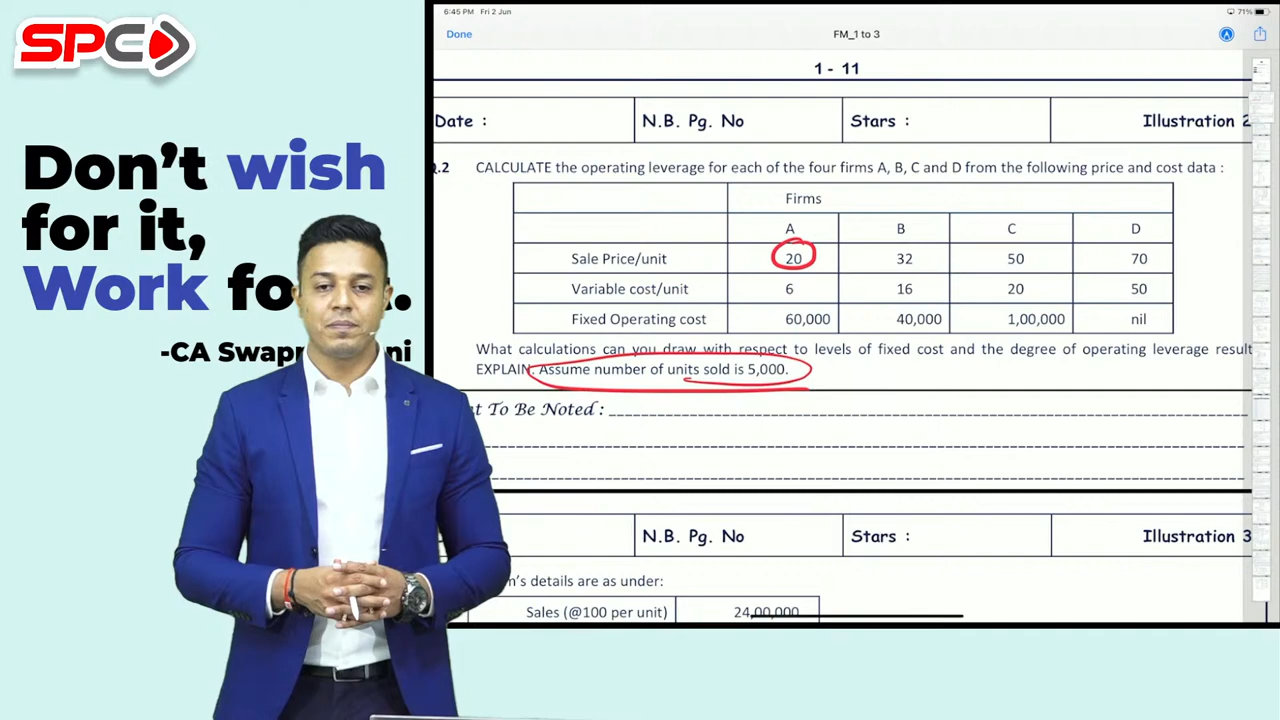 SPC
Don't wish
for it,
Work fo
-CA Swap ni
6:45 PM Fri 2 Jun
71%
Done
FM_1 to 3
1 - 11
Date :
N.B. Pg. No
Stars :
Illustration 2
.2 CALCULATE the operating leverage for each of the four firms A, B, C and D from the following price and cost data :
Firms
A B C D
Sale Price/unit 20 32 50 70
Variable cost/unit 6 16 20 50
Fixed Operating cost 60,000 40,000 1,00,000 nil
What calculations can you draw with respect to levels of fixed cost and the degree of operating leverage result
EXPLAIN. Assume number of units sold is 5,000.
t To Be Noted :
N.B. Pg. No
Stars :
Illustration 3
m's details are as under:
Sales (@100 per unit) 24,00,000